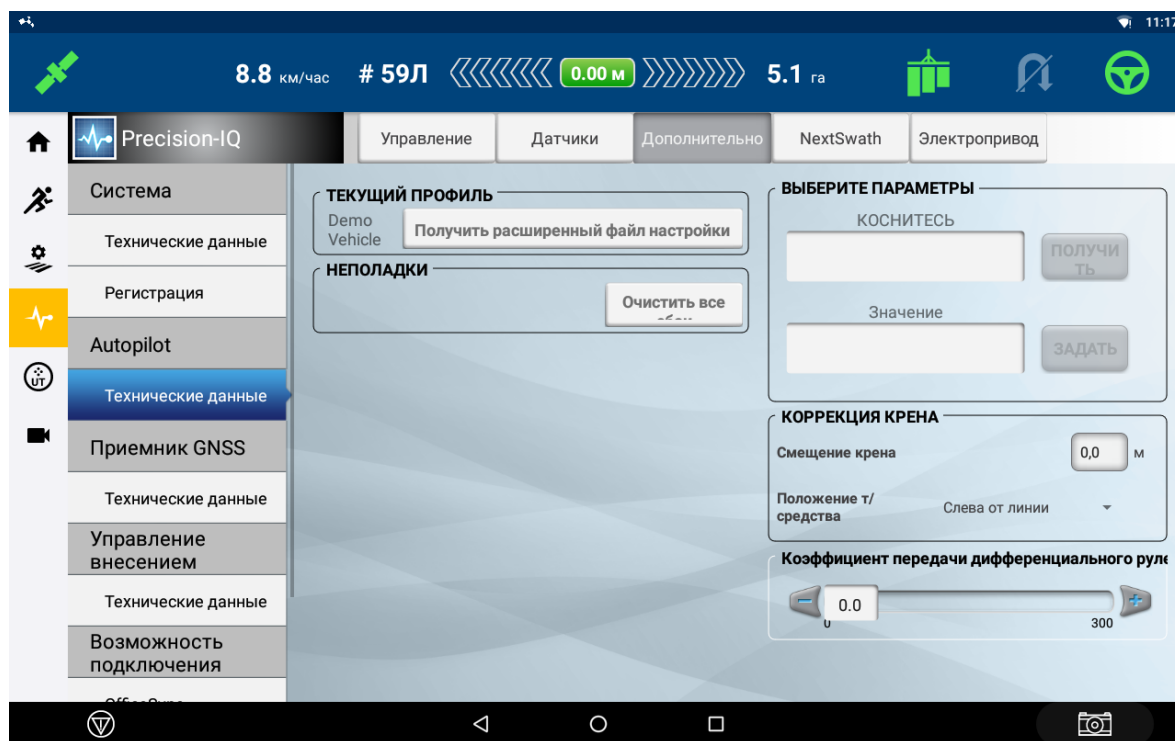 11:17
8.8 км/час # 59Л 0.00 м 5.1 га
Precision-IQ
Управление Датчики Дополнительно NextSwath Электропривод
Система
Технические данные
Регистрация
Autopilot
Технические данные
Приемник GNSS
Технические данные
Управление
внесением
Технические данные
Возможность
подключения
UT
ТЕКУЩИЙ ПРОФИЛЬ
Demo
Vehicle
Получить расширенный файл настройки
НЕПОЛАДКИ
Очистить все
ВЫБЕРИТЕ ПАРАМЕТРЫ
КОСНИТЕСЬ
ПОЛУЧИ
ТЬ
Значение
ЗАДАТЬ
КОРРЕКЦИЯ КРЕНА
Смещение крена 0,0 м
Положение т/
средства
Слева от линии
Коэффициент передачи дифференциального руле
0.0
0 300